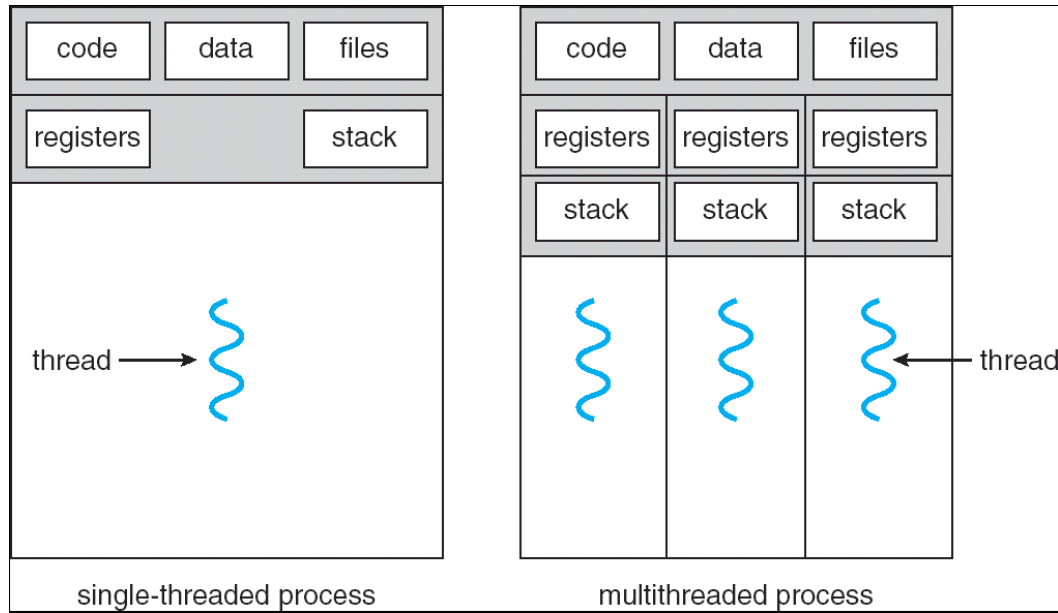 code data files code data files
registers stack registers registers registers
stack stack stack
thread thread
single-threaded process multithreaded process